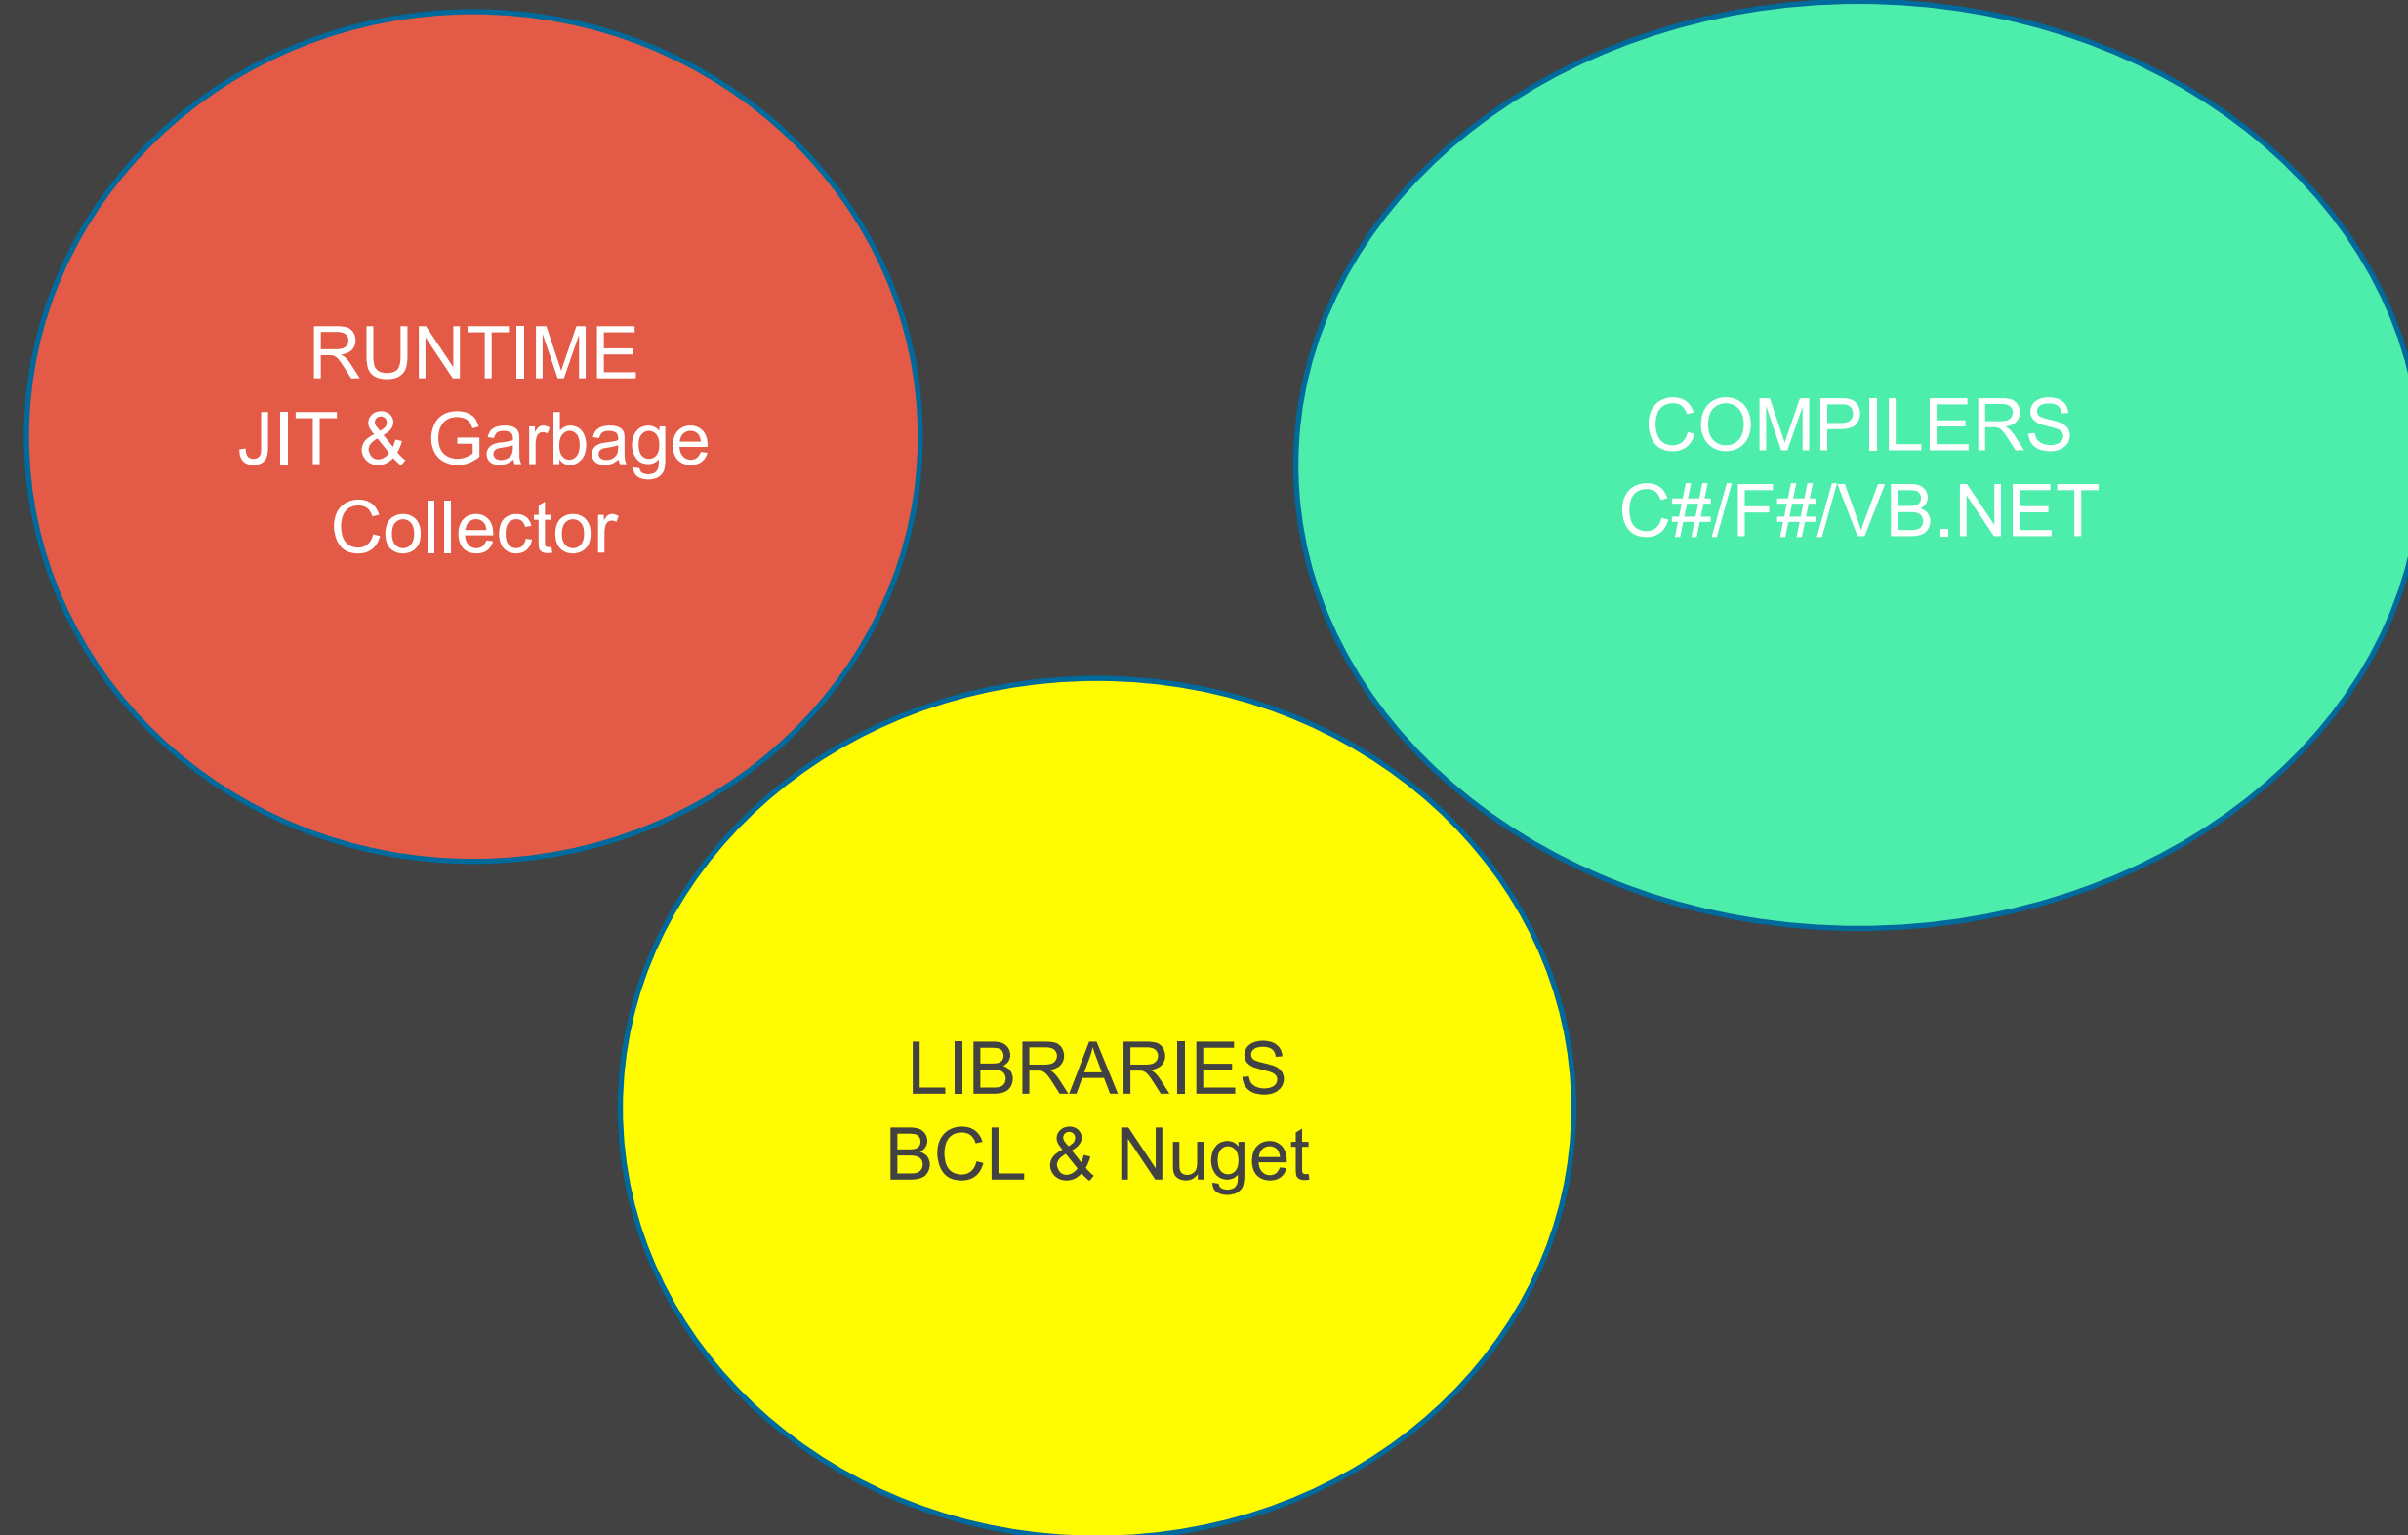 RUNTIME
JIT & Garbage
Collector
COMPILERS
C#/F#/VB.NET
LIBRARIES
BCL & Nuget